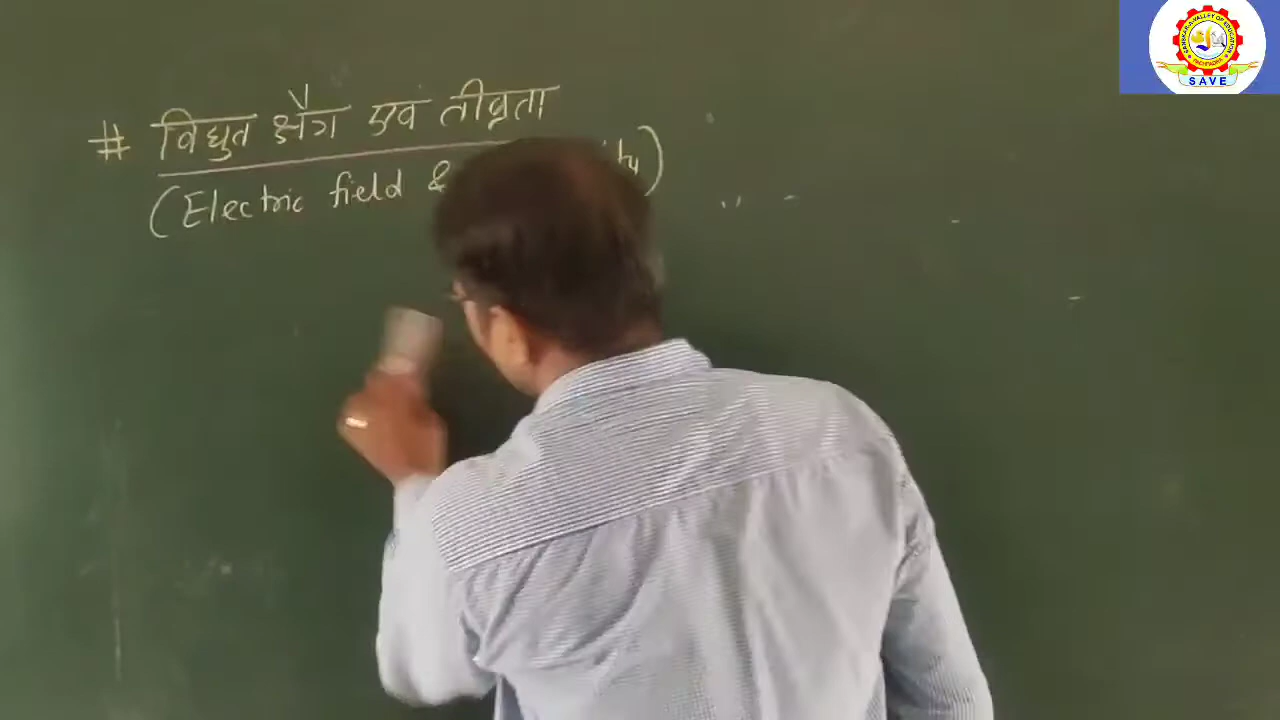 # विद्युत क्षैग एवं तीव्रता
(Electric field &
SAVE